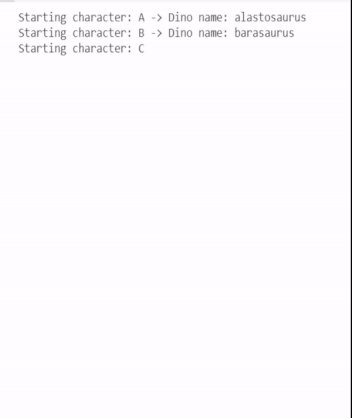 Starting character: A -> Dino name: alastosaurus
Starting character: B -> Dino name: barasaurus
Starting character: C